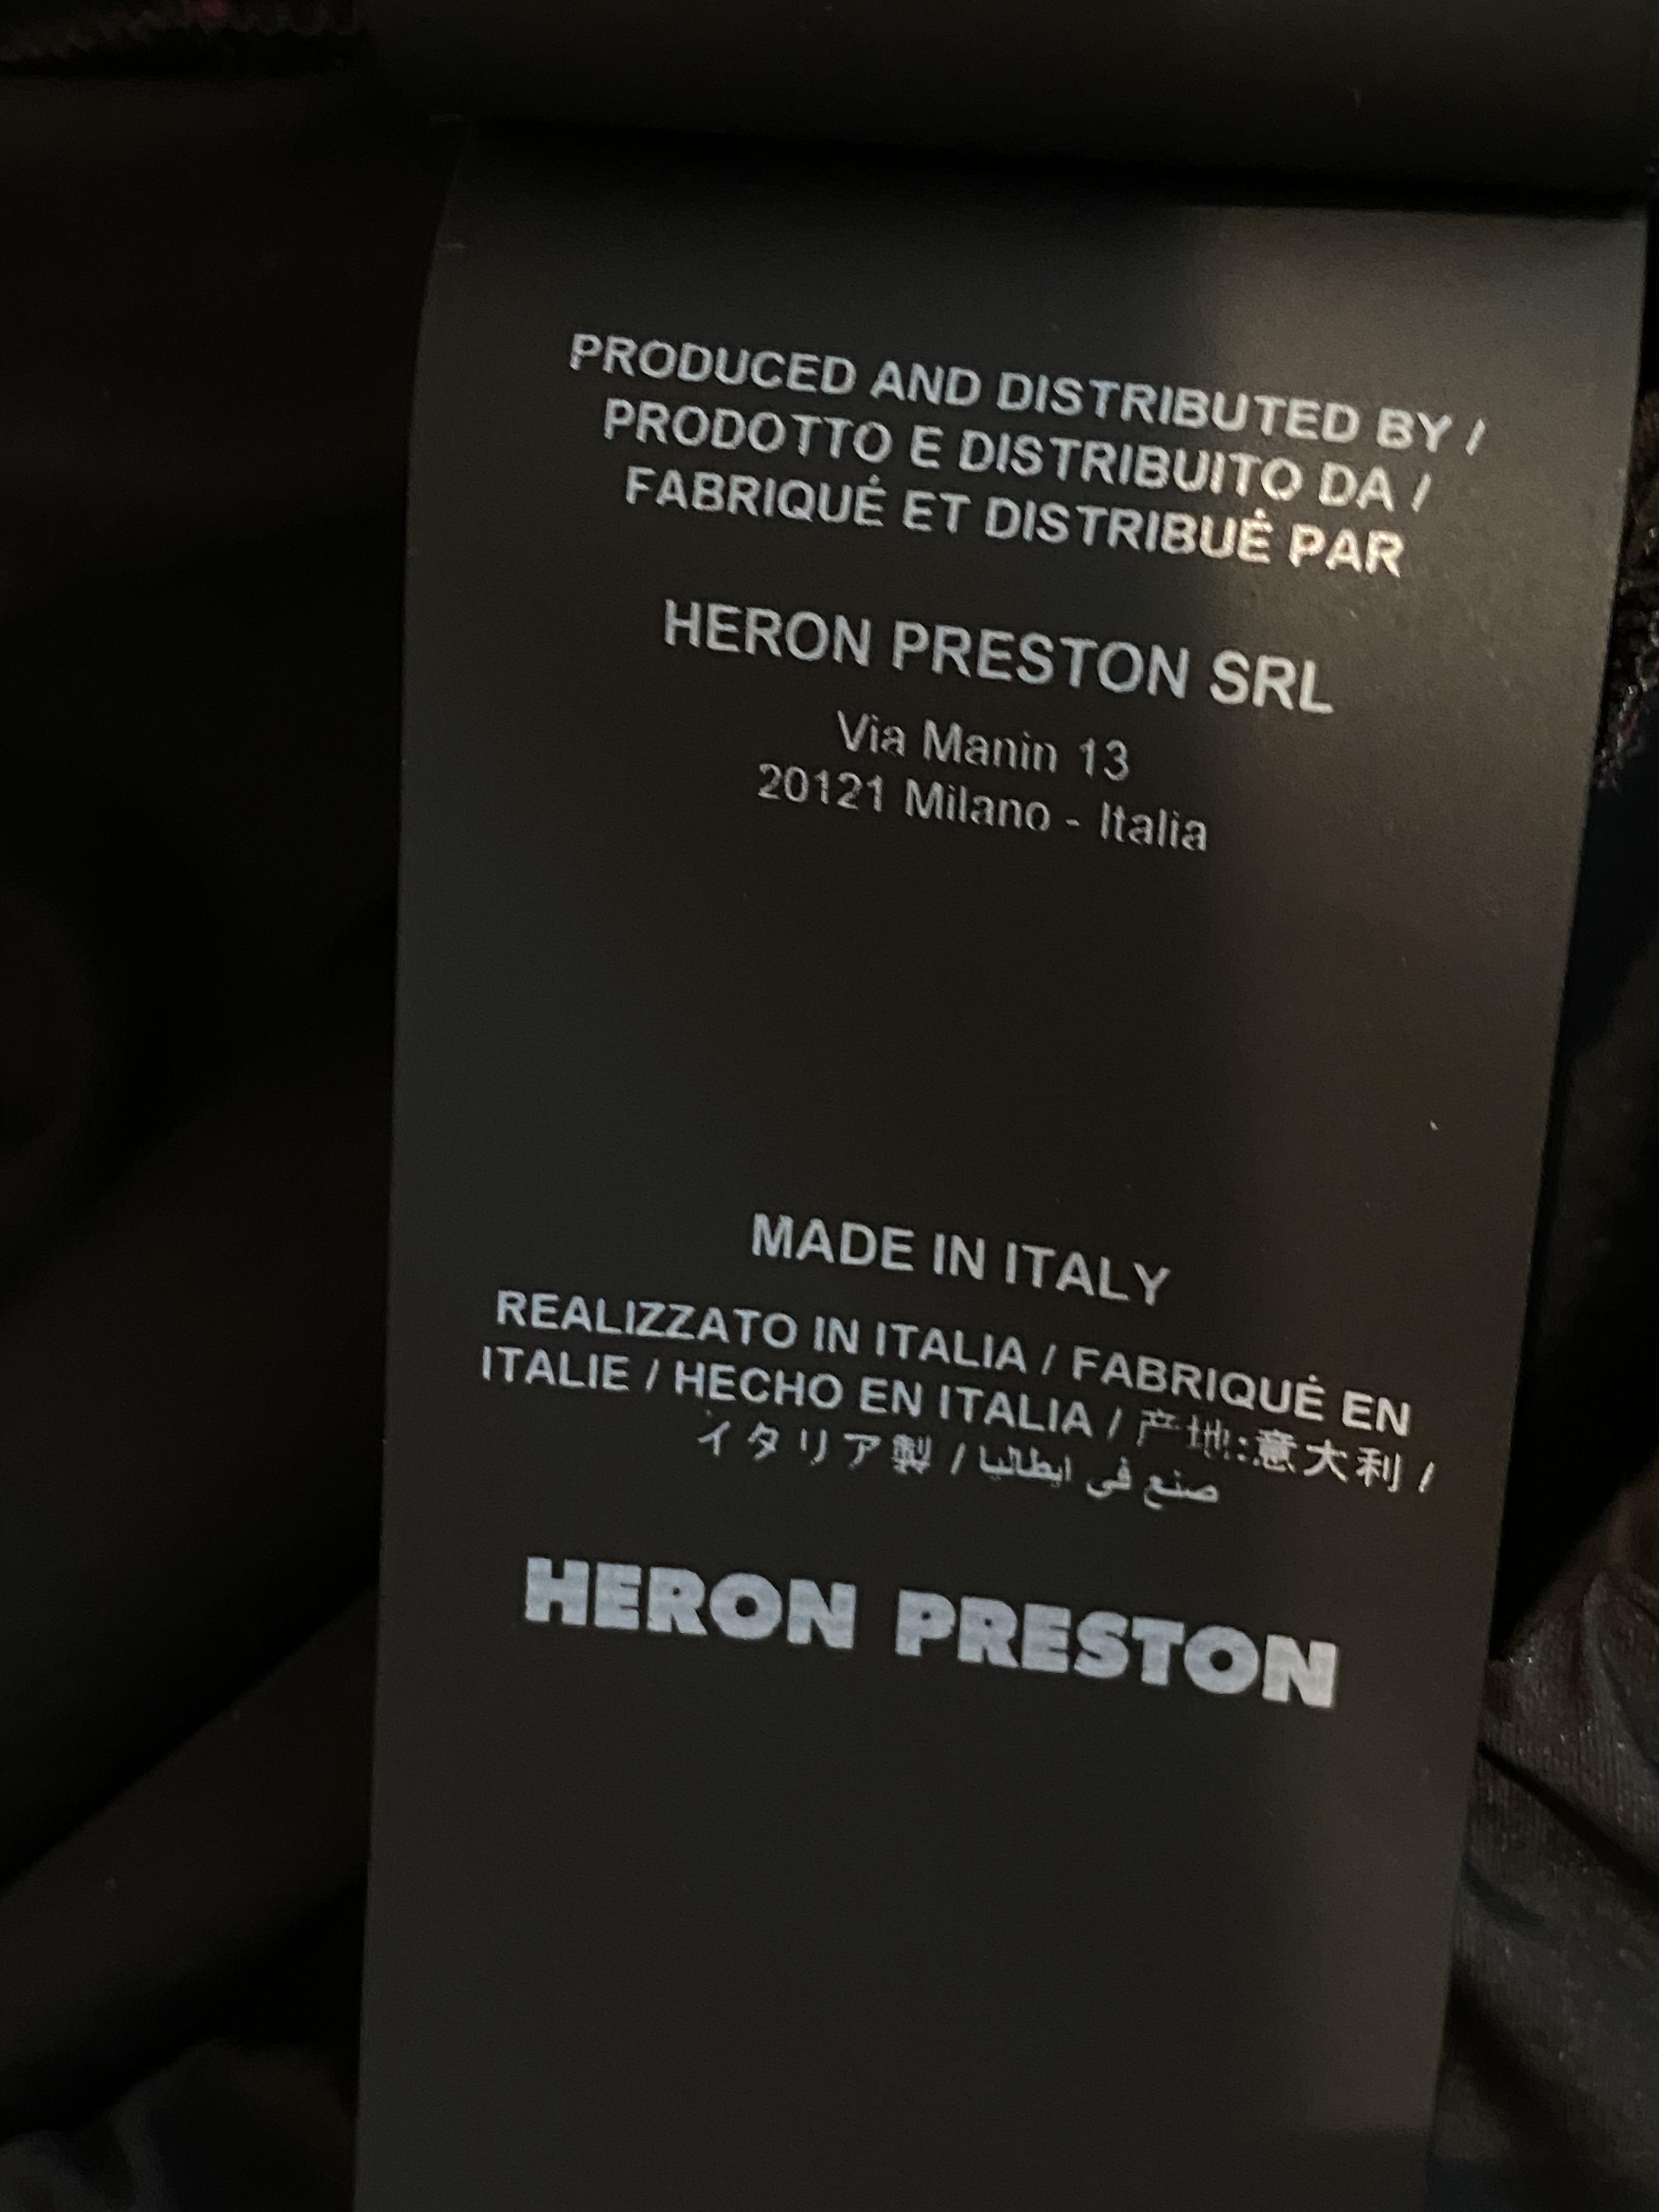 PRODUCED AND DISTRIBUTED BY /
PRODOTTO E DISTRIBUITO DA /
FABRIQUÉ ET DISTRIBUÉ PAR
HERON PRESTON SRL
Via Manin 13
20121 Milano - Italia
MADE IN ITALY
REALIZZATO IN ITALIA / FABRIQUÉ EN
ITALIE / HECHO EN ITALIA / 产地:意大利 /
イタリア製 / صنع في ايطاليا
HERON PRESTON